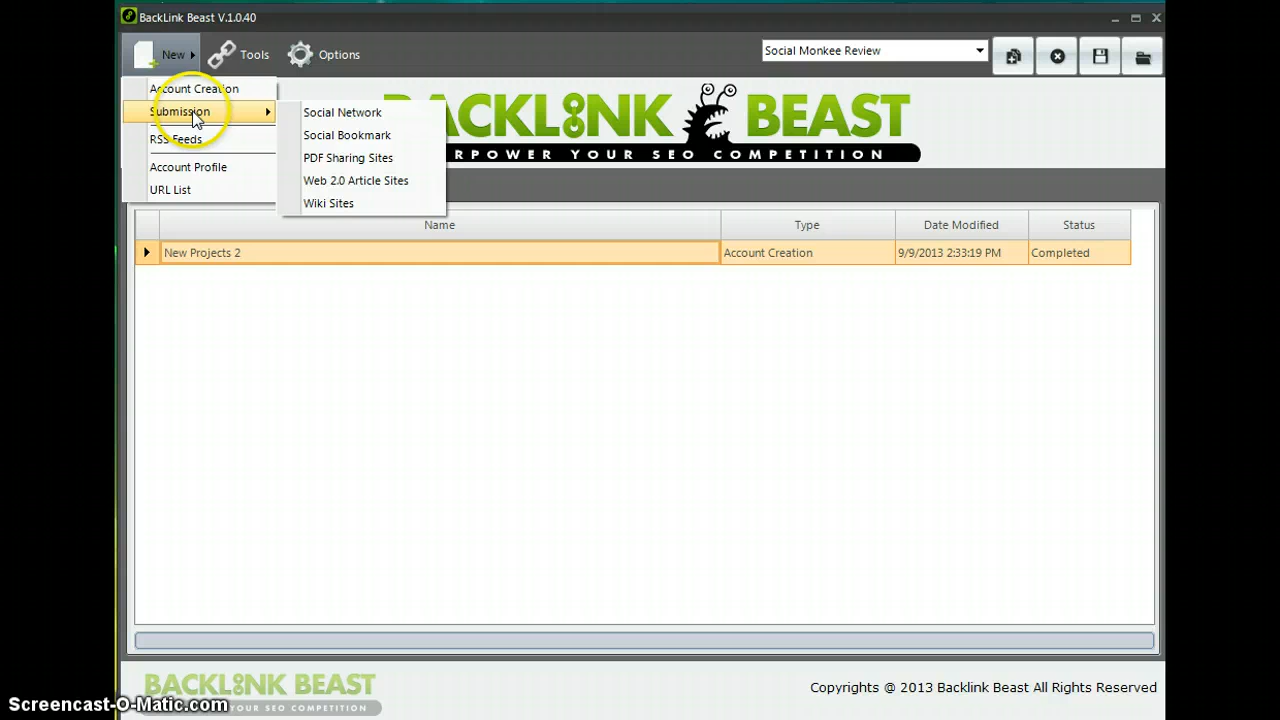 BackLink Beast V.1.0.40
New Tools Options Social Monkee Review
Account Creation
Submission
RSS Feeds
Account Profile
URL List
Social Network
Social Bookmark
PDF Sharing Sites
Web 2.0 Article Sites
Wiki Sites
BEAST
RPOWER YOUR SEO COMPETITION
Name Type Date Modified Status
New Projects 2 Account Creation 9/9/2013 2:33:19 PM Completed
BACKLINK BEAST
YOUR SEO COMPETITION
Copyrights @ 2013 Backlink Beast All Rights Reserved
Screencast-O-Matic.com